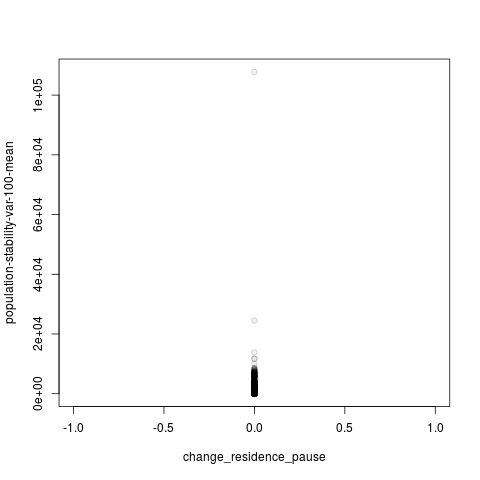 population-stability-var-100-mean
1e+05
8e+04
6e+04
4e+04
2e+04
0e+00
-1.0 -0.5 0.0 0.5 1.0
change_residence_pause